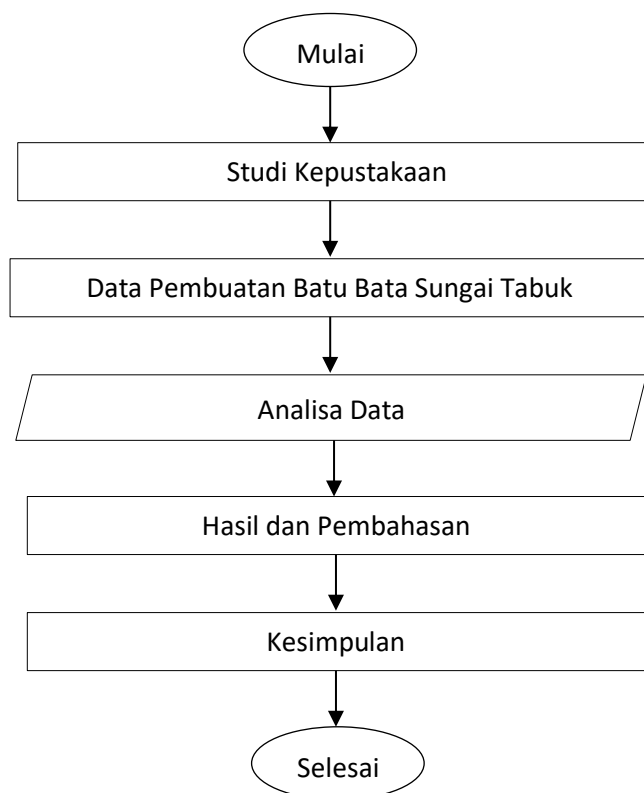 Mulai
Studi Kepustakaan
Data Pembuatan Batu Bata Sungai Tabuk
Analisa Data
Hasil dan Pembahasan
Kesimpulan
Selesai